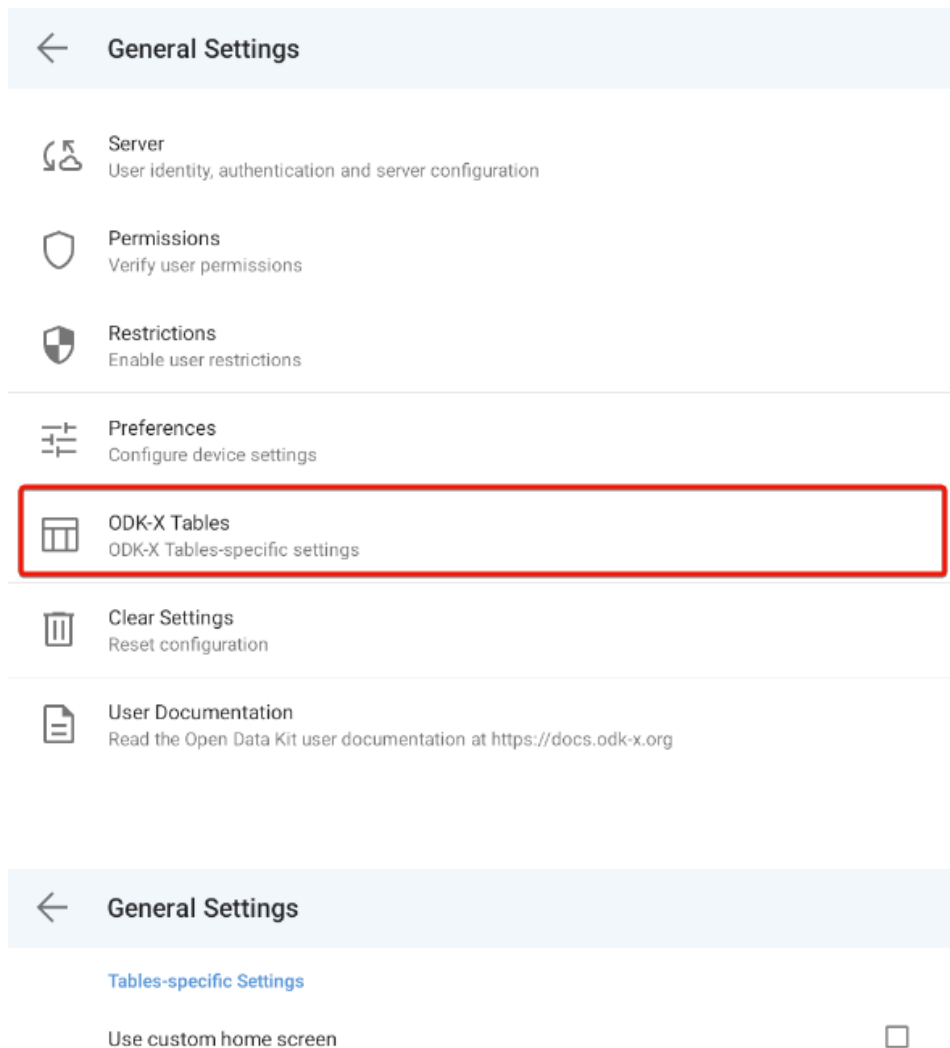 General Settings
Server
User identity, authentication and server configuration
Permissions
Verify user permissions
Restrictions
Enable user restrictions
Preferences
Configure device settings
ODK-X Tables
ODK-X Tables-specific settings
Clear Settings
Reset configuration
User Documentation
Read the Open Data Kit user documentation at https://docs.odk-x.org
General Settings
Tables-specific Settings
Use custom home screen